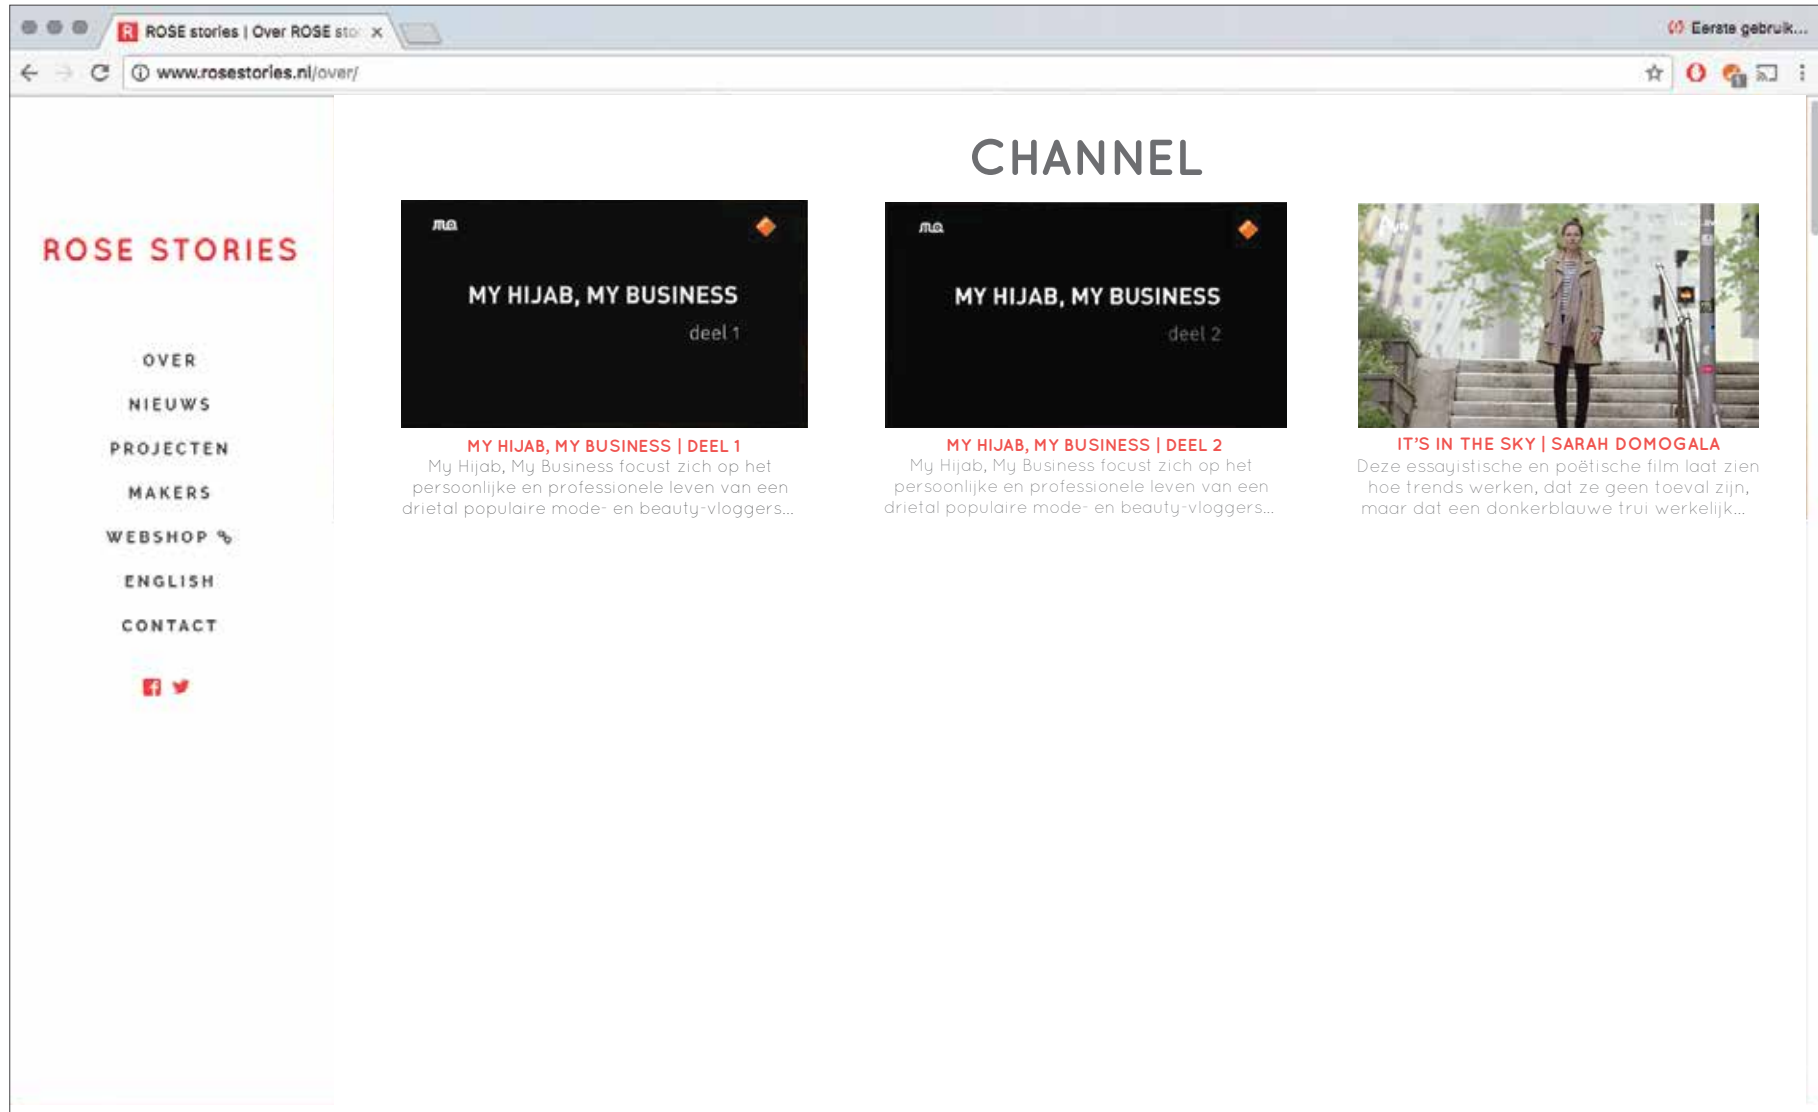 ROSE stories | Over ROSE sto
Eerste gebruik...
www.rosestories.nl/over/
ROSE STORIES
OVER
NIEUWS
PROJECTEN
MAKERS
WEBSHOP
ENGLISH
CONTACT
CHANNEL
MY HIJAB, MY BUSINESS
deel 1
MY HIJAB, MY BUSINESS | DEEL 1
My Hijab, My Business focust zich op het
persoonlijke en professionele leven van een
drietal populaire mode- en beauty-vloggers...
MY HIJAB, MY BUSINESS
deel 2
MY HIJAB, MY BUSINESS | DEEL 2
My Hijab, My Business focust zich op het
persoonlijke en professionele leven van een
drietal populaire mode- en beauty-vloggers...
IT'S IN THE SKY | SARAH DOMOGALA
Deze essayistische en poëtische film laat zien
hoe trends werken, dat ze geen toeval zijn,
maar dat een donkerblauwe trui werkelijk...